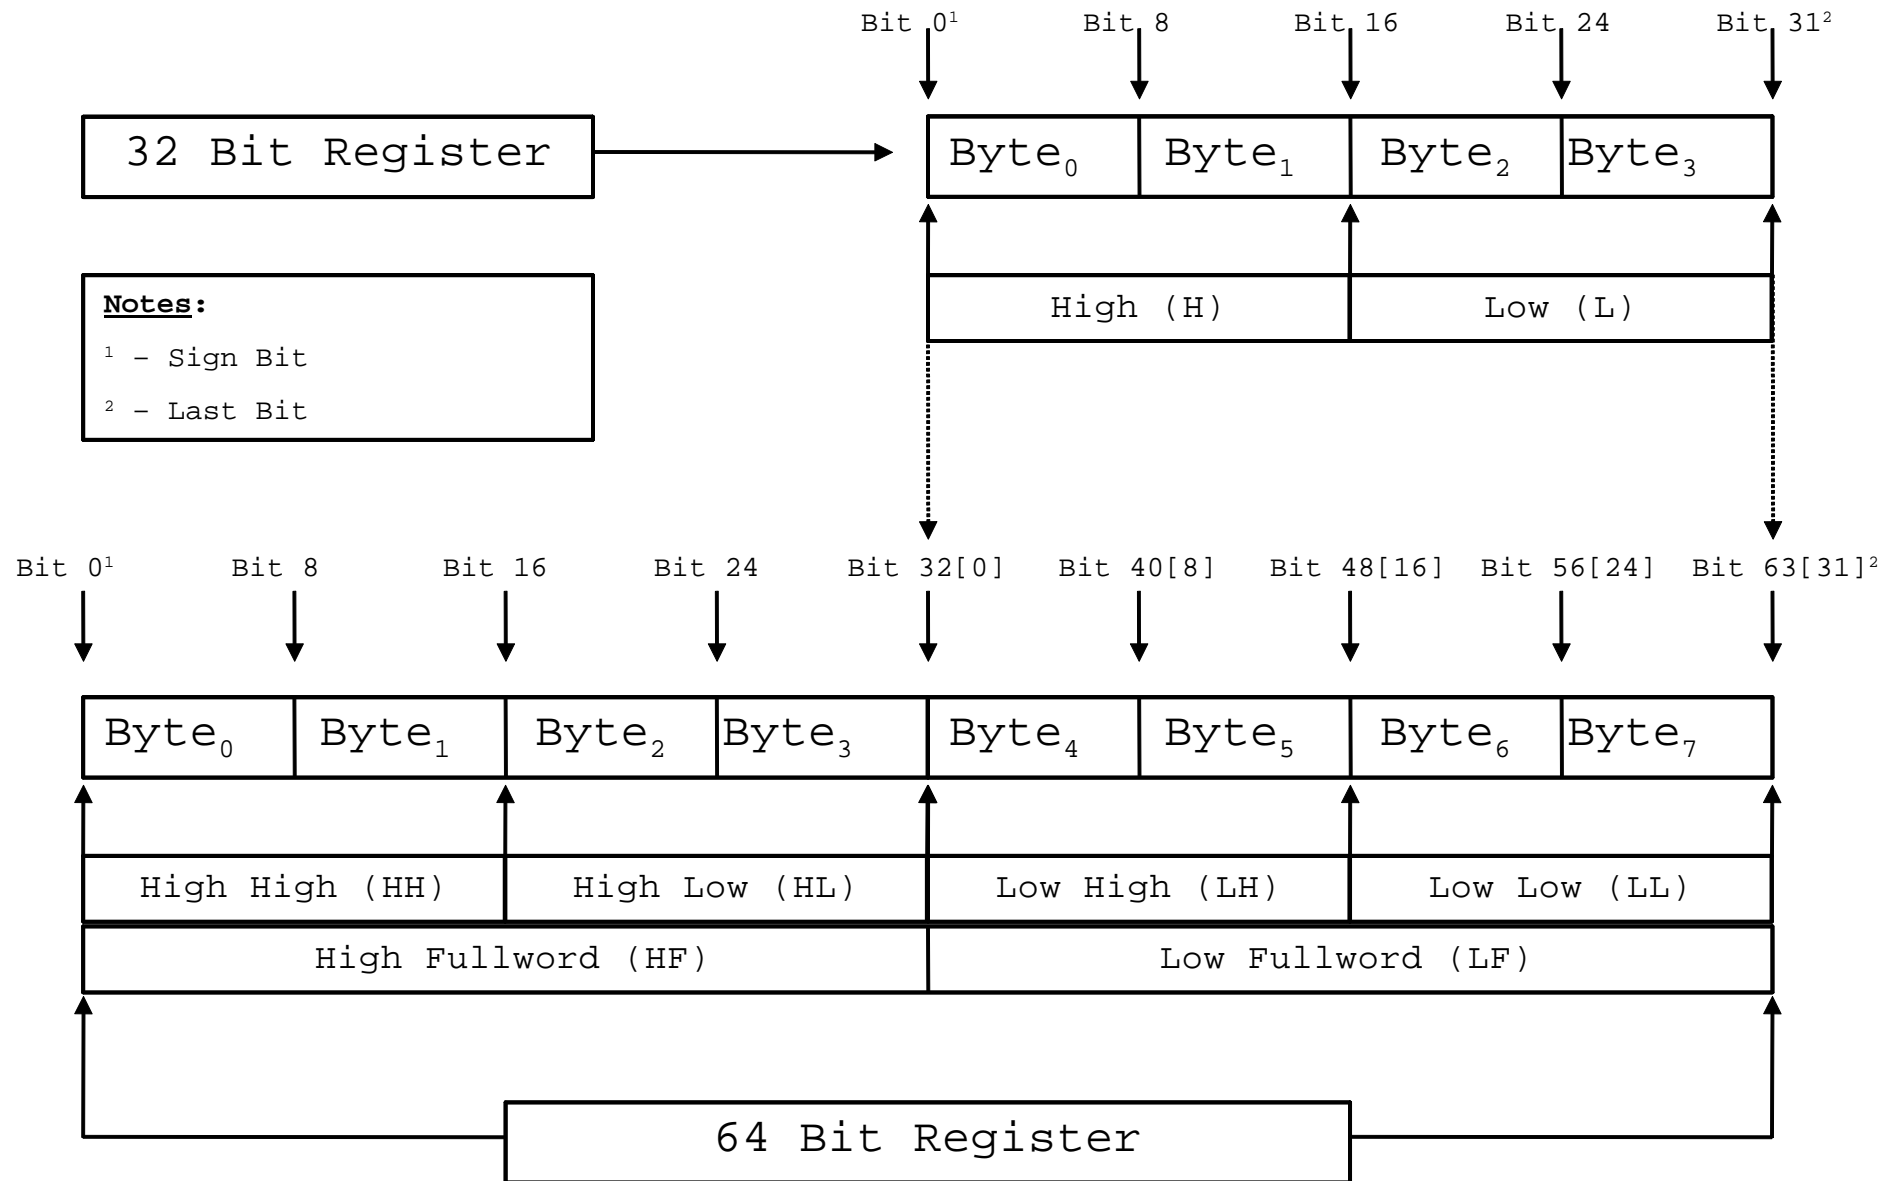 Bit 0¹ Bit 8 Bit 16 Bit 24 Bit 31²
32 Bit Register Byte₀ Byte₁ Byte₂ Byte₃
High (H) Low (L)
Notes:
¹ – Sign Bit
² – Last Bit
Bit 0¹ Bit 8 Bit 16 Bit 24 Bit 32[0] Bit 40[8] Bit 48[16] Bit 56[24] Bit 63[31]²
Byte₀ Byte₁ Byte₂ Byte₃ Byte₄ Byte₅ Byte₆ Byte₇
High High (HH) High Low (HL) Low High (LH) Low Low (LL)
High Fullword (HF) Low Fullword (LF)
64 Bit Register